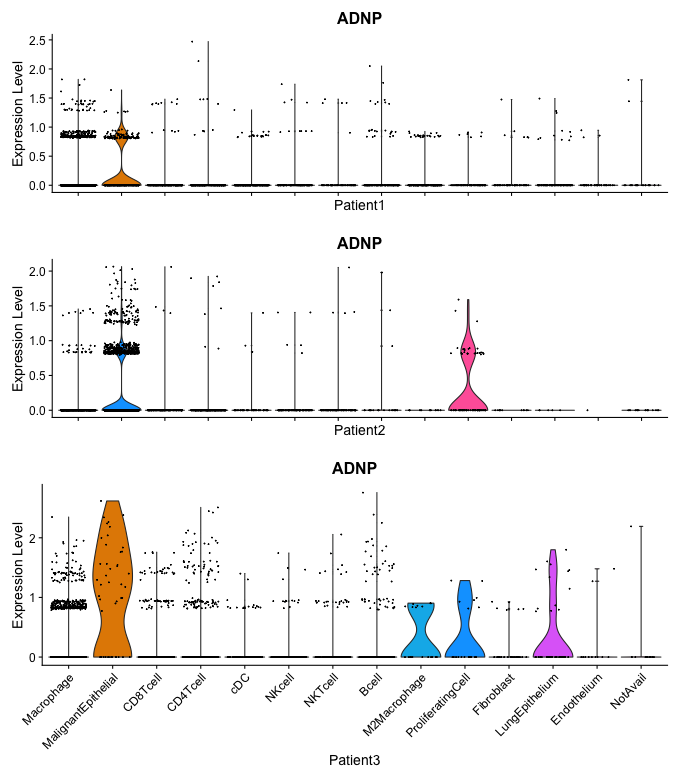 ADNP
Expression Level
2.5
2.0
1.5
1.0
0.5
0.0
Patient1
ADNP
Expression Level
2.0
1.5
1.0
0.5
0.0
Patient2
ADNP
Expression Level
2
1
0
Macrophage
MalignantEpithelial
CD8Tcell
CD4Tcell
cDC
NKcell
NKTcell
Bcell
M2Macrophage
ProliferatingCell
Fibroblast
LungEpithelium
Endothelium
NotAvail
Patient3